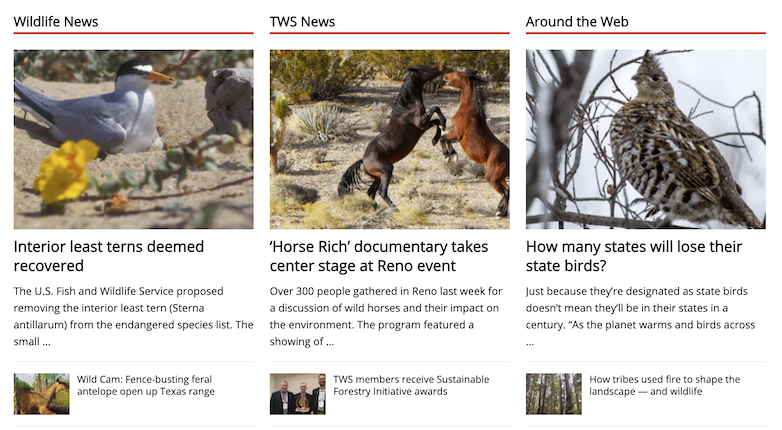 Wildlife News
TWS News
Around the Web
Interior least terns deemed
recovered
The U.S. Fish and Wildlife Service proposed
removing the interior least tern (Sterna
antillarum) from the endangered species list. The
small ...
‘Horse Rich’ documentary takes
center stage at Reno event
Over 300 people gathered in Reno last week for
a discussion of wild horses and their impact on
the environment. The program featured a
showing of ...
How many states will lose their
state birds?
Just because they’re designated as state birds
doesn’t mean they’ll be in their states in a
century. “As the planet warms and birds across
...
Wild Cam: Fence-busting feral
antelope open up Texas range
TWS members receive Sustainable
Forestry Initiative awards
How tribes used fire to shape the
landscape — and wildlife